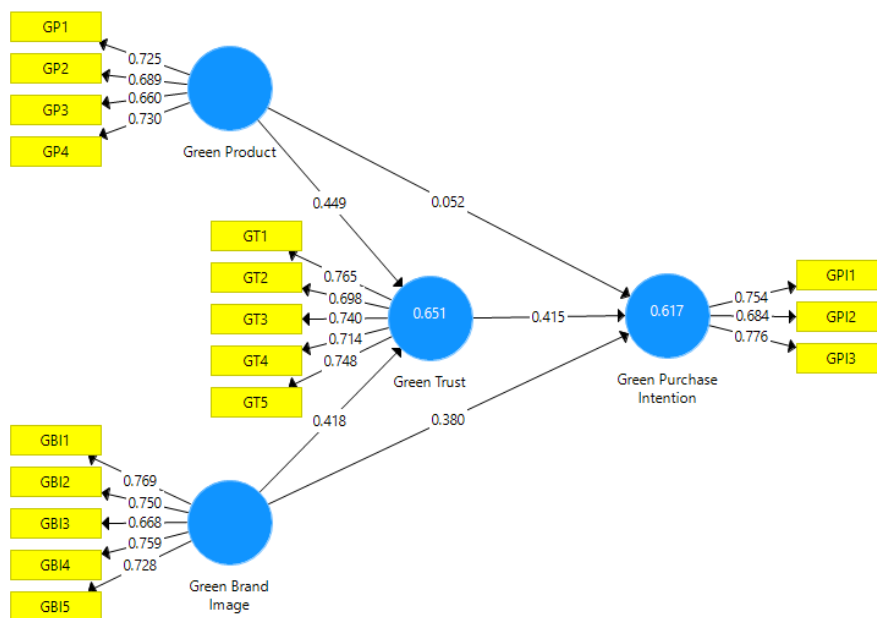 GP1
GP2
GP3
GP4
0.725
0.689
0.660
0.730
Green Product
0.449
0.052
GT1
GT2
GT3
GT4
GT5
0.765
0.698
0.740
0.714
0.748
0.651
Green Trust
0.415
0.617
Green Purchase
Intention
0.754
0.684
0.776
GPI1
GPI2
GPI3
0.418
0.380
GBI1
GBI2
GBI3
GBI4
GBI5
0.769
0.750
0.668
0.759
0.728
Green Brand
Image